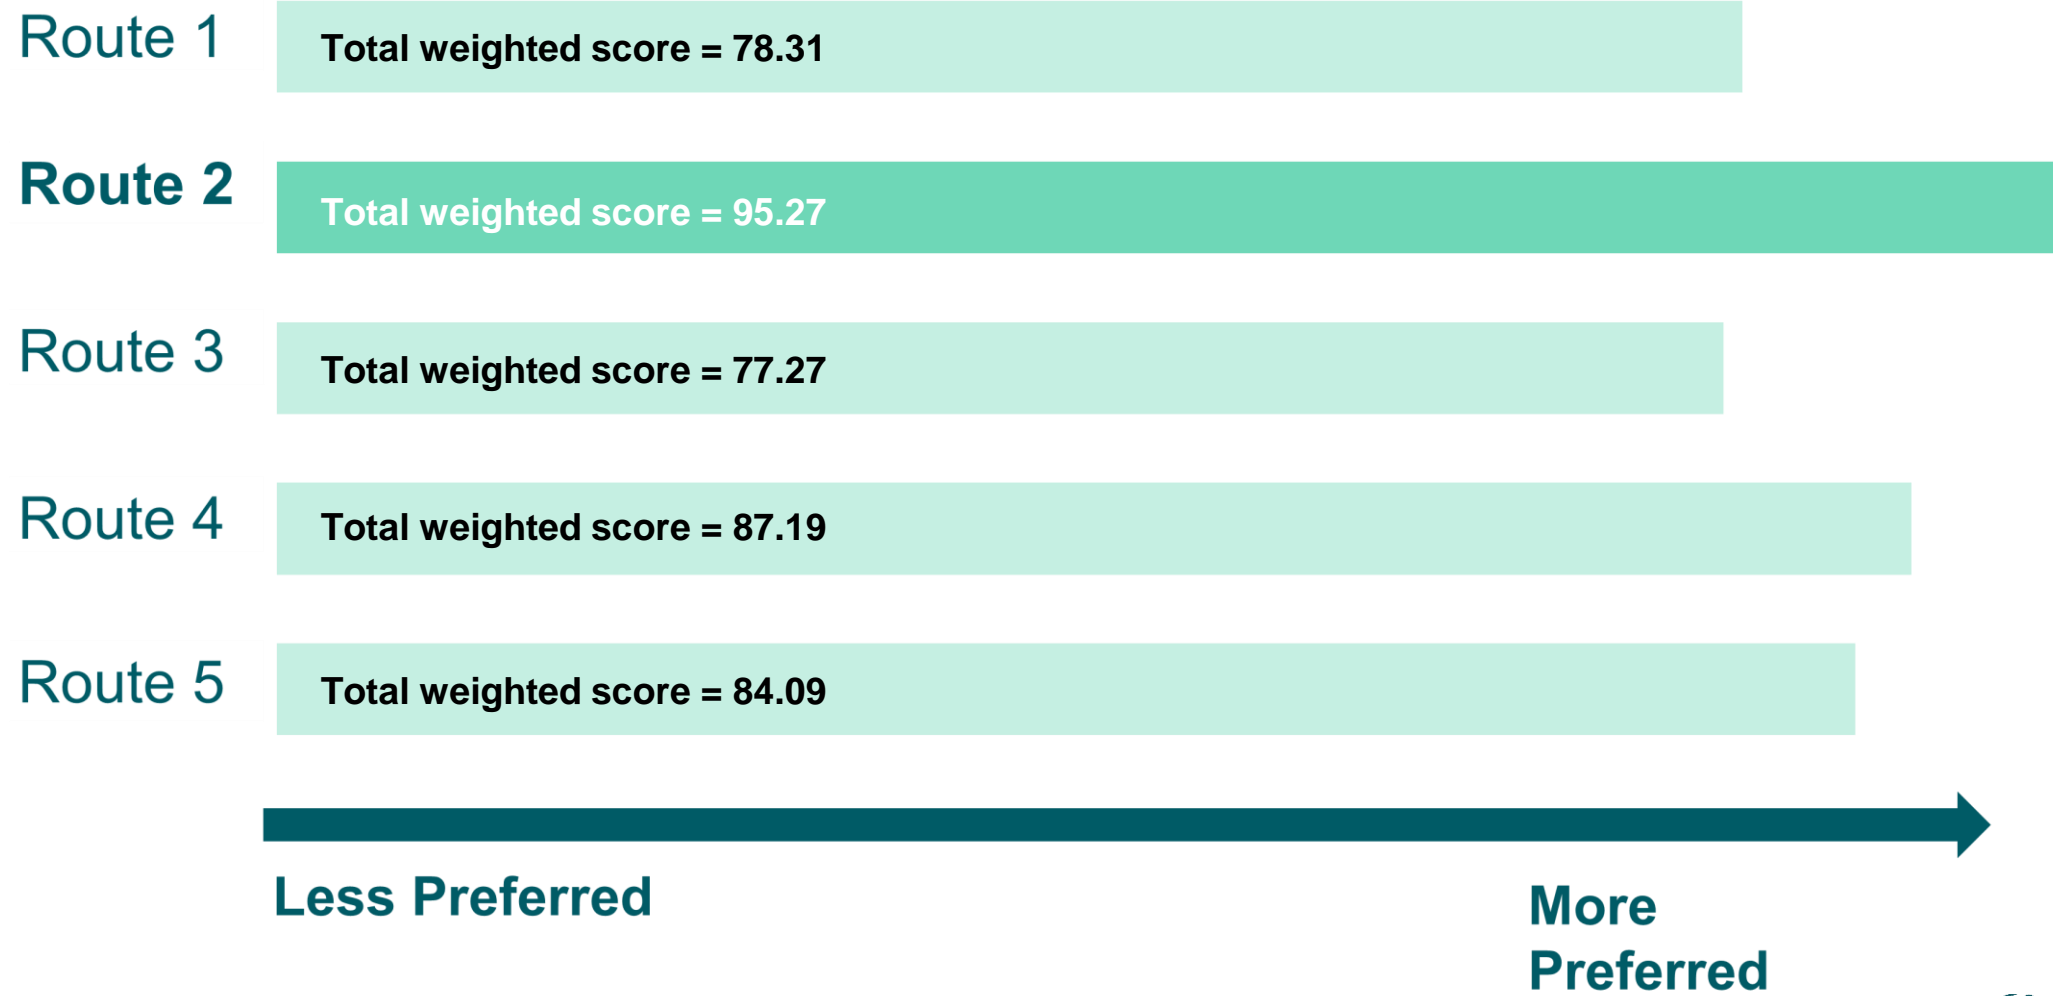 Route 1
Total weighted score = 78.31
Route 2
Total weighted score = 95.27
Route 3
Total weighted score = 77.27
Route 4
Total weighted score = 87.19
Route 5
Total weighted score = 84.09
Less Preferred
More
Preferred